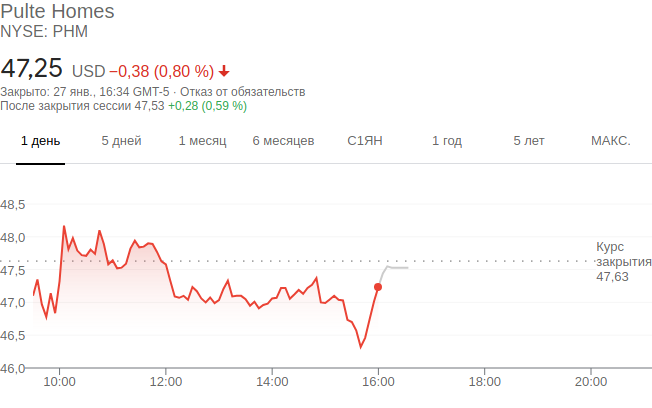 Pulte Homes
NYSE: PHM
47,25 USD −0,38 (0,80 %)
Закрыто: 27 янв., 16:34 GMT-5 · Отказ от обязательств
После закрытия сессии 47,53 +0,28 (0,59 %)
1 день 5 дней 1 месяц 6 месяцев С1ЯН 1 год 5 лет МАКС.
48,5
48,0
47,5
47,0
46,5
46,0
Курс
закрытия
47,63
10:00 12:00 14:00 16:00 18:00 20:00